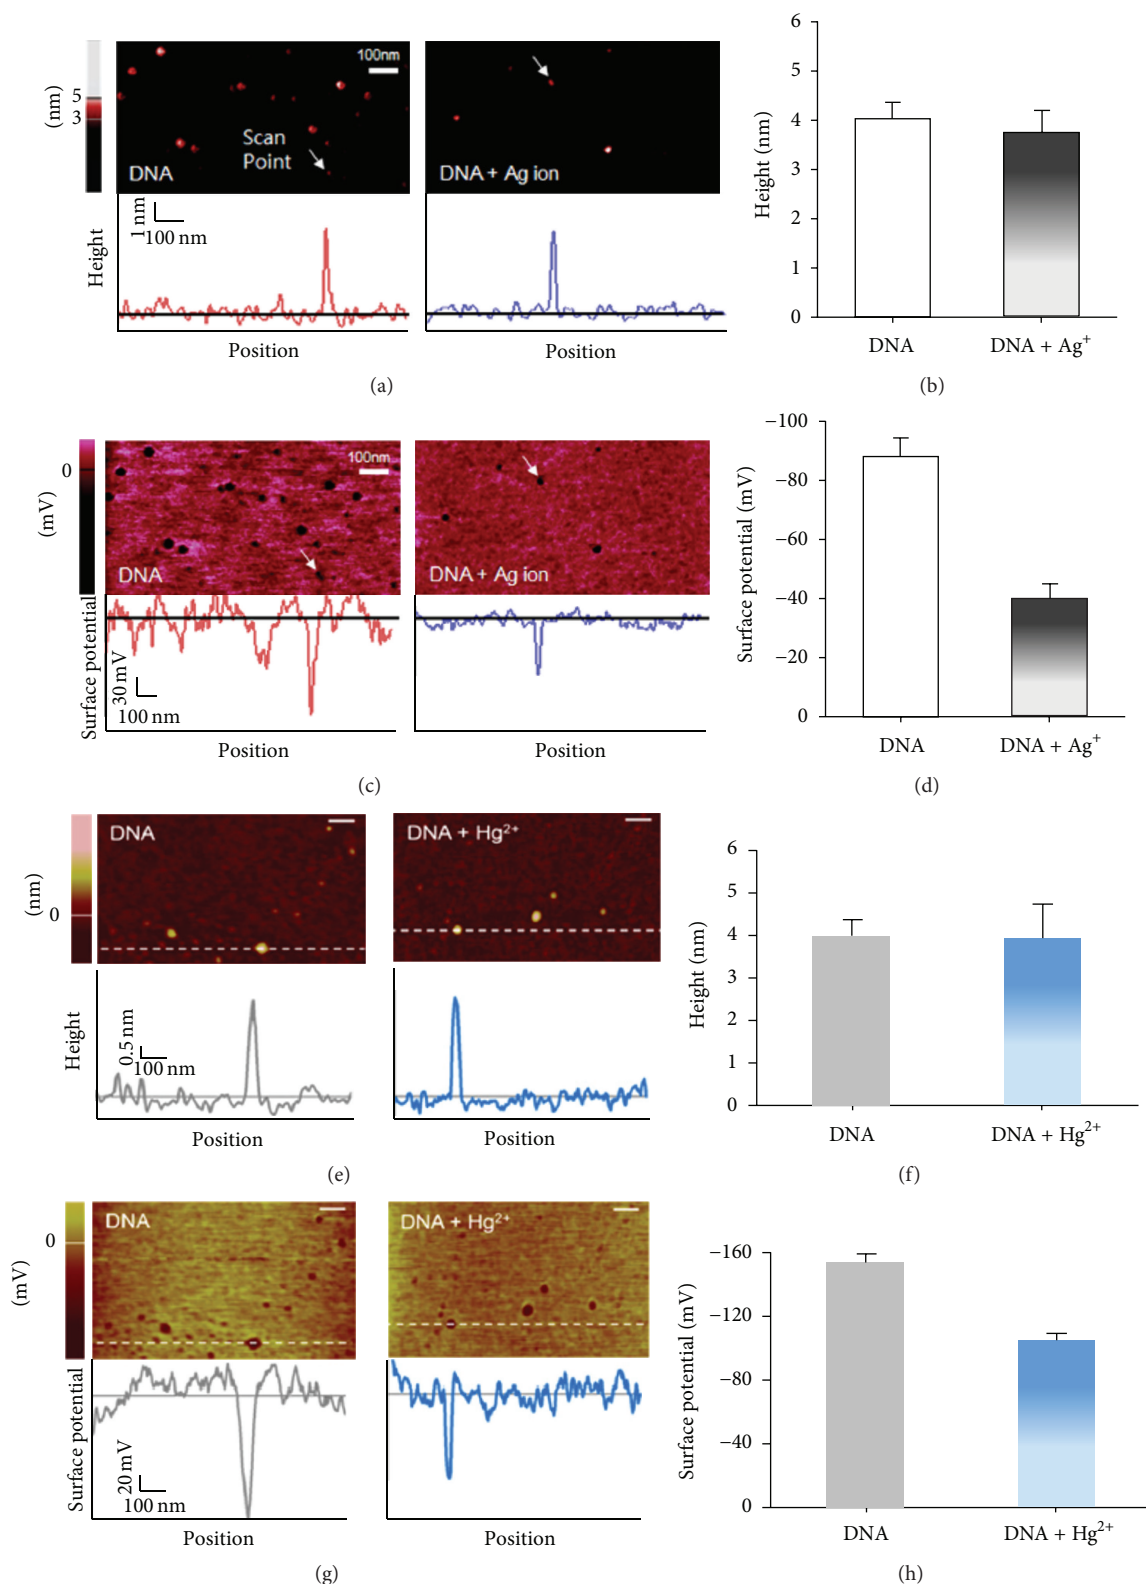 (nm)
5
3
100nm
Scan
Point
DNA
DNA + Ag ion
Height
1 nm
100 nm
Position
Position
(a)
Height (nm)
6
5
4
3
2
1
0
DNA
DNA + Ag⁺
(b)
0
(mV)
100nm
DNA
DNA + Ag ion
Surface potential
30 mV
100 nm
Position
Position
(c)
Surface potential (mV)
−100
−80
−60
−40
−20
0
DNA
DNA + Ag⁺
(d)
(nm)
0
DNA
DNA + Hg²⁺
Height
0.5 nm
100 nm
Position
Position
(e)
Height (nm)
6
5
4
3
2
1
0
DNA
DNA + Hg²⁺
(f)
0
(mV)
DNA
DNA + Hg²⁺
Surface potential
20 mV
100 nm
Position
Position
(g)
Surface potential (mV)
−160
−120
−80
−40
0
DNA
DNA + Hg²⁺
(h)